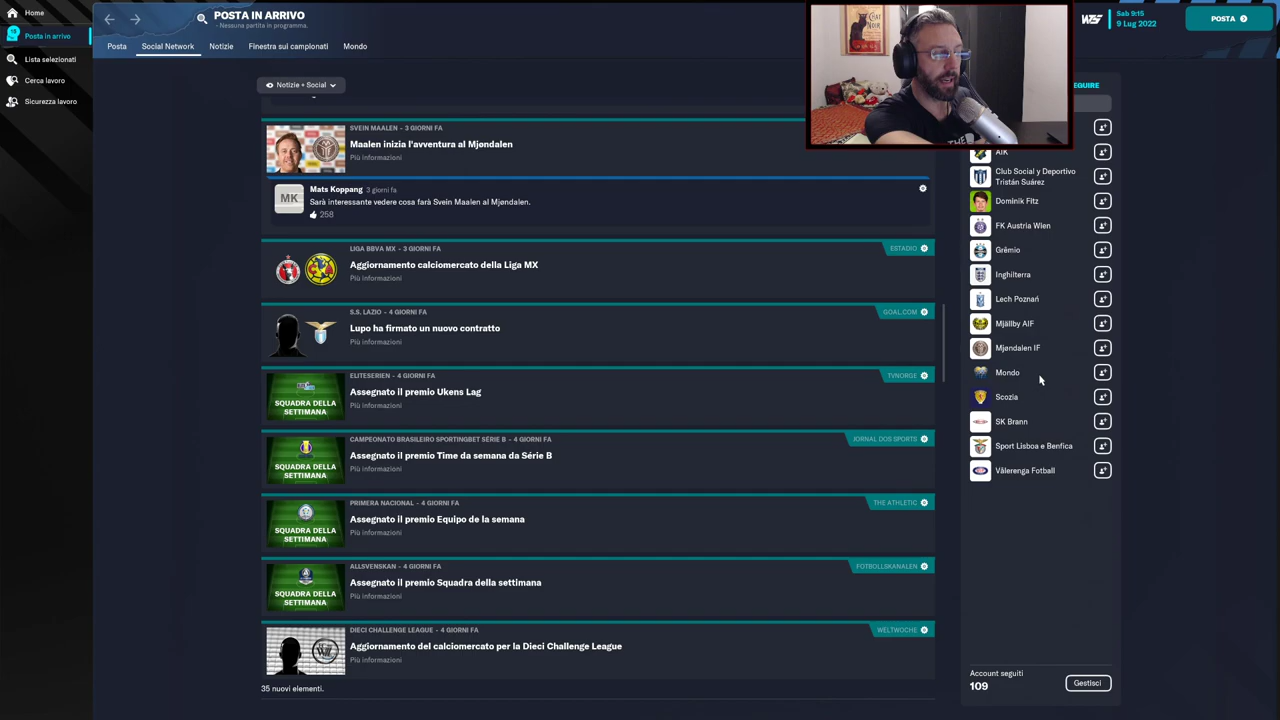 Home
Posta in arrivo
Lista selezionati
Cerca lavoro
Sicurezza lavoro
POSTA IN ARRIVO
- Nessuna partita in programma.
Posta
Social Network
Notizie
Finestra sui campionati
Mondo
CHAT NOIR
THE
Sab 9:15
9 Lug 2022
POSTA
Notizie + Social
SVEIN MAALEN - 3 GIORNI FA
Maalen inizia l'avventura al Mjøndalen
Più informazioni
MK
Mats Koppang 3 giorni fa
Sarà interessante vedere cosa farà Svein Maalen al Mjøndalen.
258
LIGA BBVA MX - 3 GIORNI FA
ESTADIO
Aggiornamento calciomercato della Liga MX
Più informazioni
S.S. LAZIO - 4 GIORNI FA
GOAL.COM
Lupo ha firmato un nuovo contratto
Più informazioni
ELITESERIEN - 4 GIORNI FA
TVNORGE
SQUADRA DELLA
SETTIMANA
Assegnato il premio Ukens Lag
Più informazioni
CAMPEONATO BRASILEIRO SPORTINGBET SÉRIE B - 4 GIORNI FA
JORNAL DOS SPORTS
SQUADRA DELLA
SETTIMANA
Assegnato il premio Time da semana da Série B
Più informazioni
PRIMERA NACIONAL - 4 GIORNI FA
THE ATHLETIC
SQUADRA DELLA
SETTIMANA
Assegnato il premio Equipo de la semana
Più informazioni
ALLSVENSKAN - 4 GIORNI FA
FOTBOLLSKANALEN
SQUADRA DELLA
SETTIMANA
Assegnato il premio Squadra della settimana
Più informazioni
DIECI CHALLENGE LEAGUE - 4 GIORNI FA
WELTWOCHE
Aggiornamento del calciomercato per la Dieci Challenge League
Più informazioni
35 nuovi elementi.
EGUIRE
AIK
Club Social y Deportivo
Tristán Suárez
Dominik Fitz
FK Austria Wien
Grêmio
Inghilterra
Lech Poznań
Mjällby AIF
Mjøndalen IF
Mondo
Scozia
SK Brann
Sport Lisboa e Benfica
Vålerenga Fotball
Account seguiti
109
Gestisci